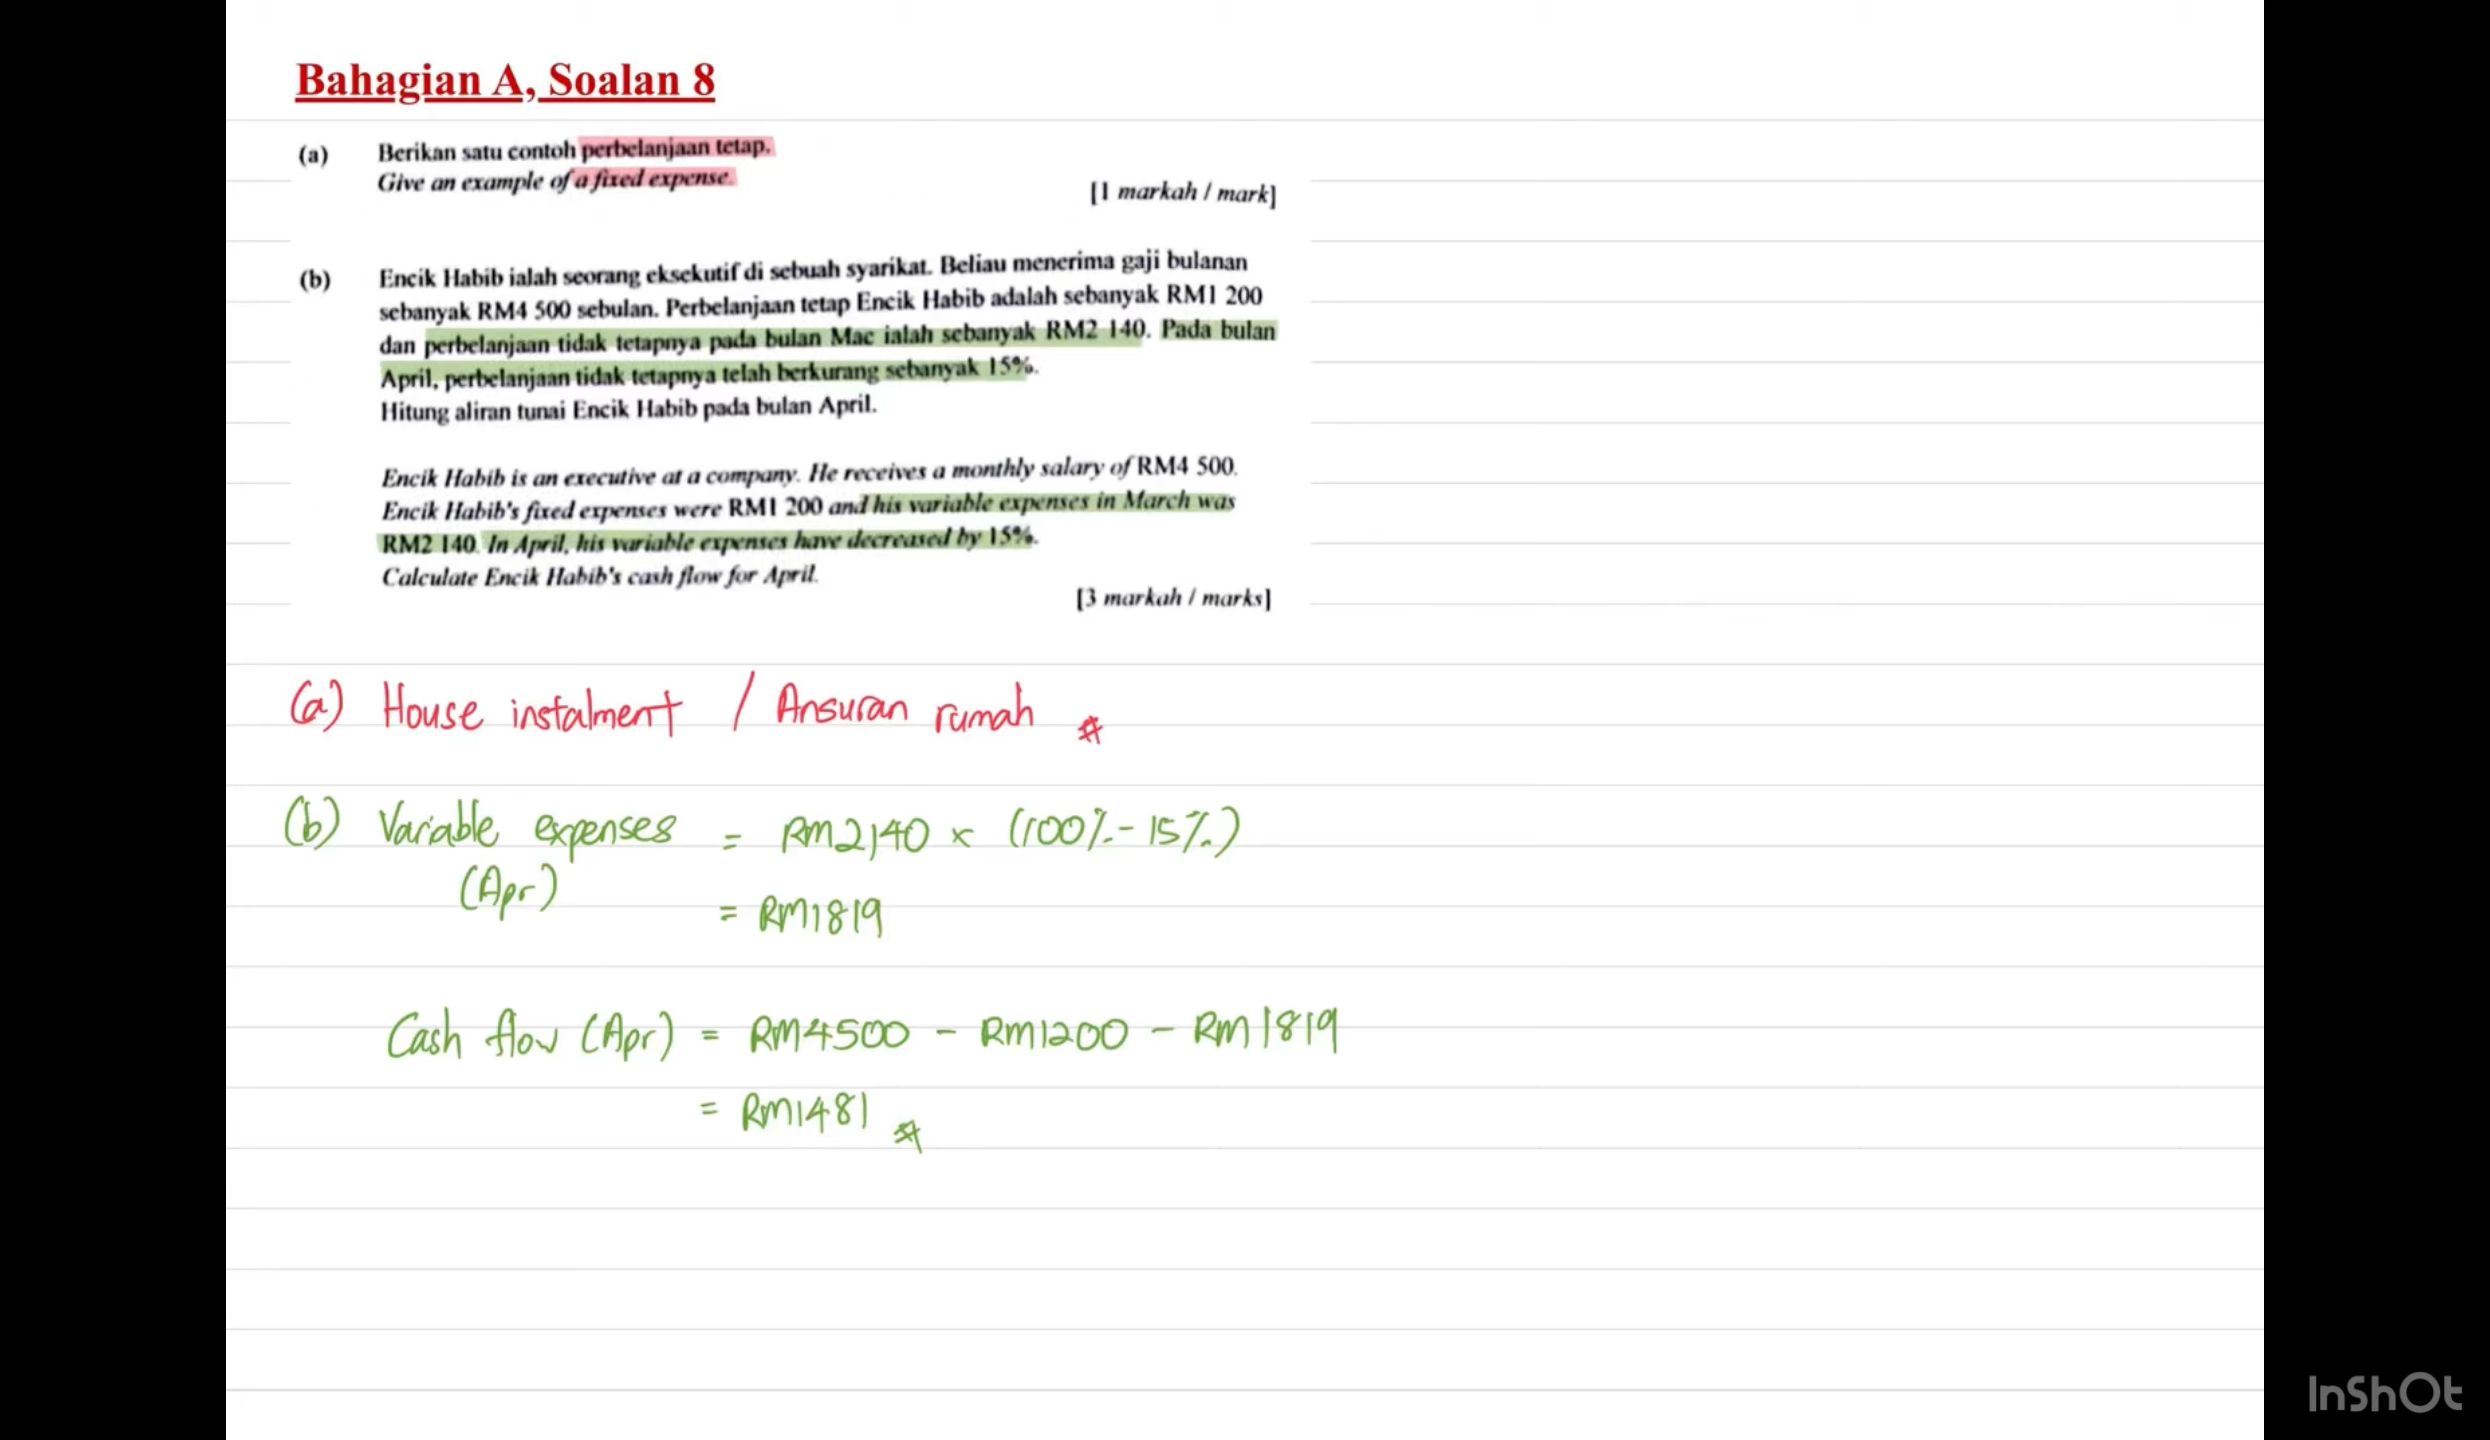 Bahagian A, Soalan 8
(a) Berikan satu contoh perbelanjaan tetap.
Give an example of a fixed expense.
[1 markah / mark]
(b) Encik Habib ialah seorang eksekutif di sebuah syarikat. Beliau menerima gaji bulanan
sebanyak RM4 500 sebulan. Perbelanjaan tetap Encik Habib adalah sebanyak RM1 200
dan perbelanjaan tidak tetapnya pada bulan Mac ialah sebanyak RM2 140. Pada bulan
April, perbelanjaan tidak tetapnya telah berkurang sebanyak 15%.
Hitung aliran tunai Encik Habib pada bulan April.
Encik Habib is an executive at a company. He receives a monthly salary of RM4 500.
Encik Habib's fixed expenses were RM1 200 and his variable expenses in March was
RM2 140. In April, his variable expenses have decreased by 15%.
Calculate Encik Habib's cash flow for April.
[3 markah / marks]
(a) House instalment / Ansuran rumah #
(b) Variable expenses = RM2140 × (100% - 15%)
(Apr)
= RM1819
Cash flow (Apr) = RM4500 - RM1200 - RM1819
= RM1481 #
InShOt